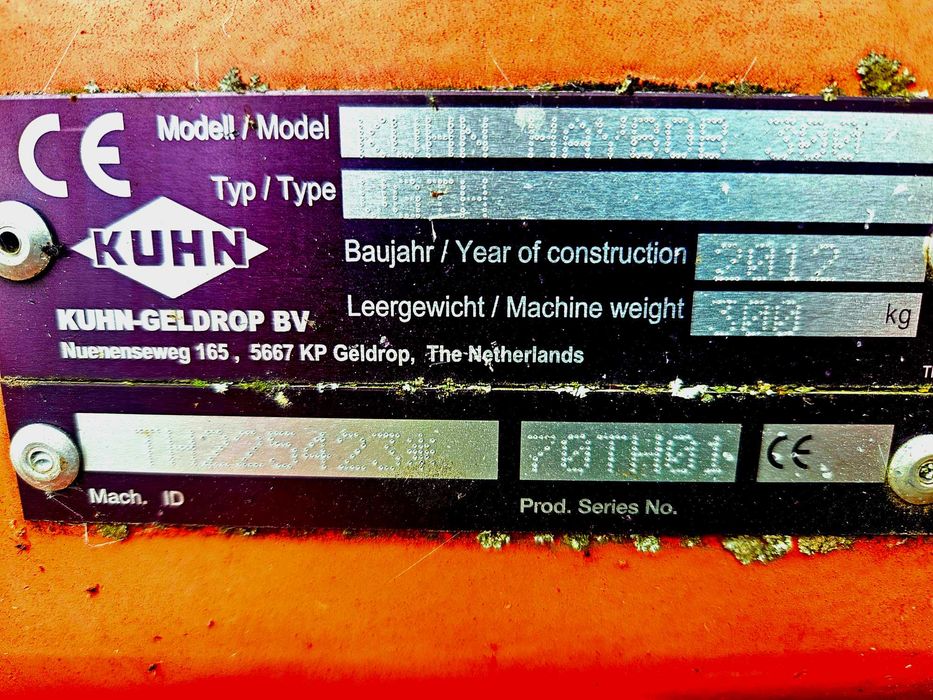 CE
Modell / Model KUHN HAYBOB 300
Typ / Type
KUHN
Baujahr / Year of construction 2012
Leergewicht / Machine weight 300 kg
KUHN-GELDROP BV
Nuenenseweg 165, 5667 KP Geldrop, The Netherlands
70TH01 CE
Mach. ID Prod. Series No.